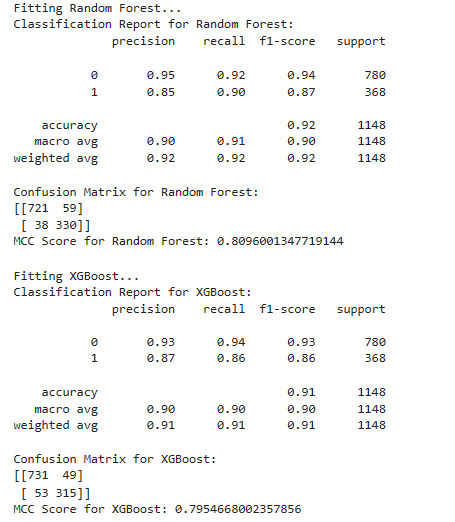 Fitting Random Forest...
Classification Report for Random Forest:
precision recall f1-score support
0 0.95 0.92 0.94 780
1 0.85 0.90 0.87 368
accuracy 0.92 1148
macro avg 0.90 0.91 0.90 1148
weighted avg 0.92 0.92 0.92 1148
Confusion Matrix for Random Forest:
[[721 59]
[ 38 330]]
MCC Score for Random Forest: 0.8096001347719144
Fitting XGBoost...
Classification Report for XGBoost:
precision recall f1-score support
0 0.93 0.94 0.93 780
1 0.87 0.86 0.86 368
accuracy 0.91 1148
macro avg 0.90 0.90 0.90 1148
weighted avg 0.91 0.91 0.91 1148
Confusion Matrix for XGBoost:
[[731 49]
[ 53 315]]
MCC Score for XGBoost: 0.7954668002357856